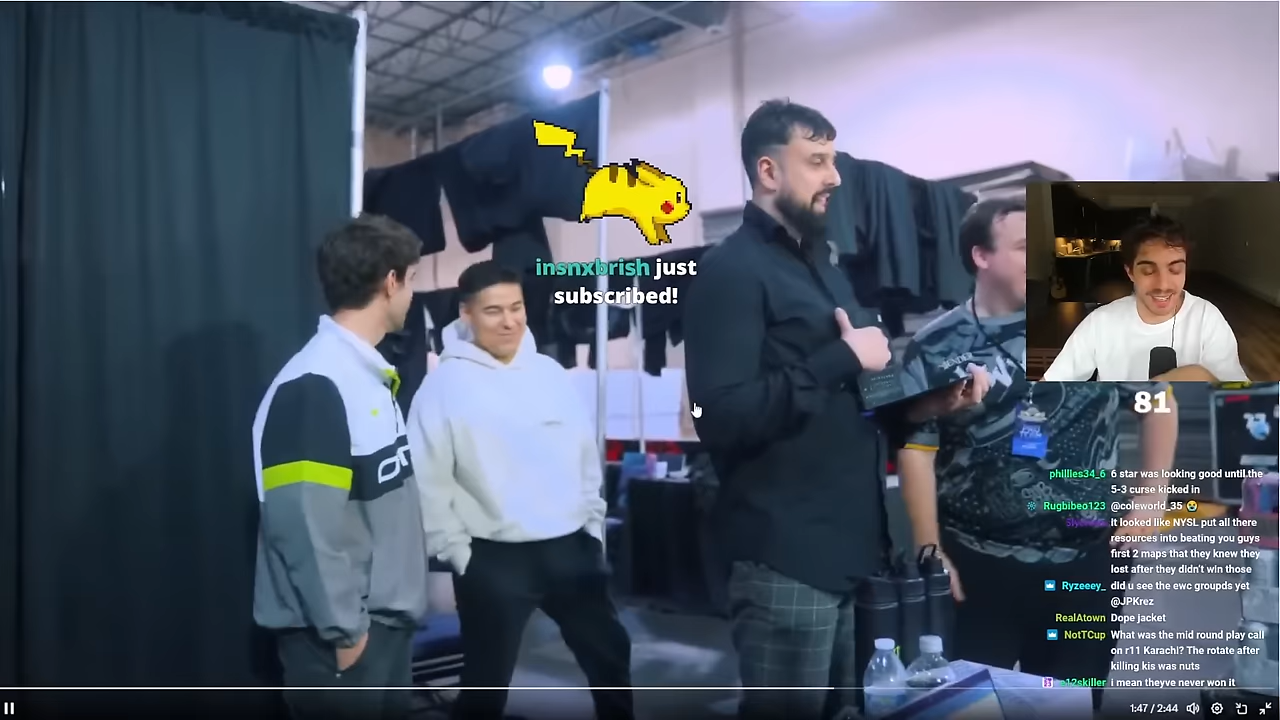 insnxbrish just
subscribed!
81
phillies34_6 6 star was looking good until the
5-3 curse kicked in
Rugbibeo123 @coleworld_35
It looked like NYSL put all there
resources into beating you guys
first 2 maps that they knew they
lost after they didn't win those
Ryzeeey_ did u see the ewc groupds yet
@JPKrez
RealAtown Dope jacket
NotTCup What was the mid round play call
on r11 Karachi? The rotate after
killing kis was nuts
i mean theyve never won it
1:47 / 2:44